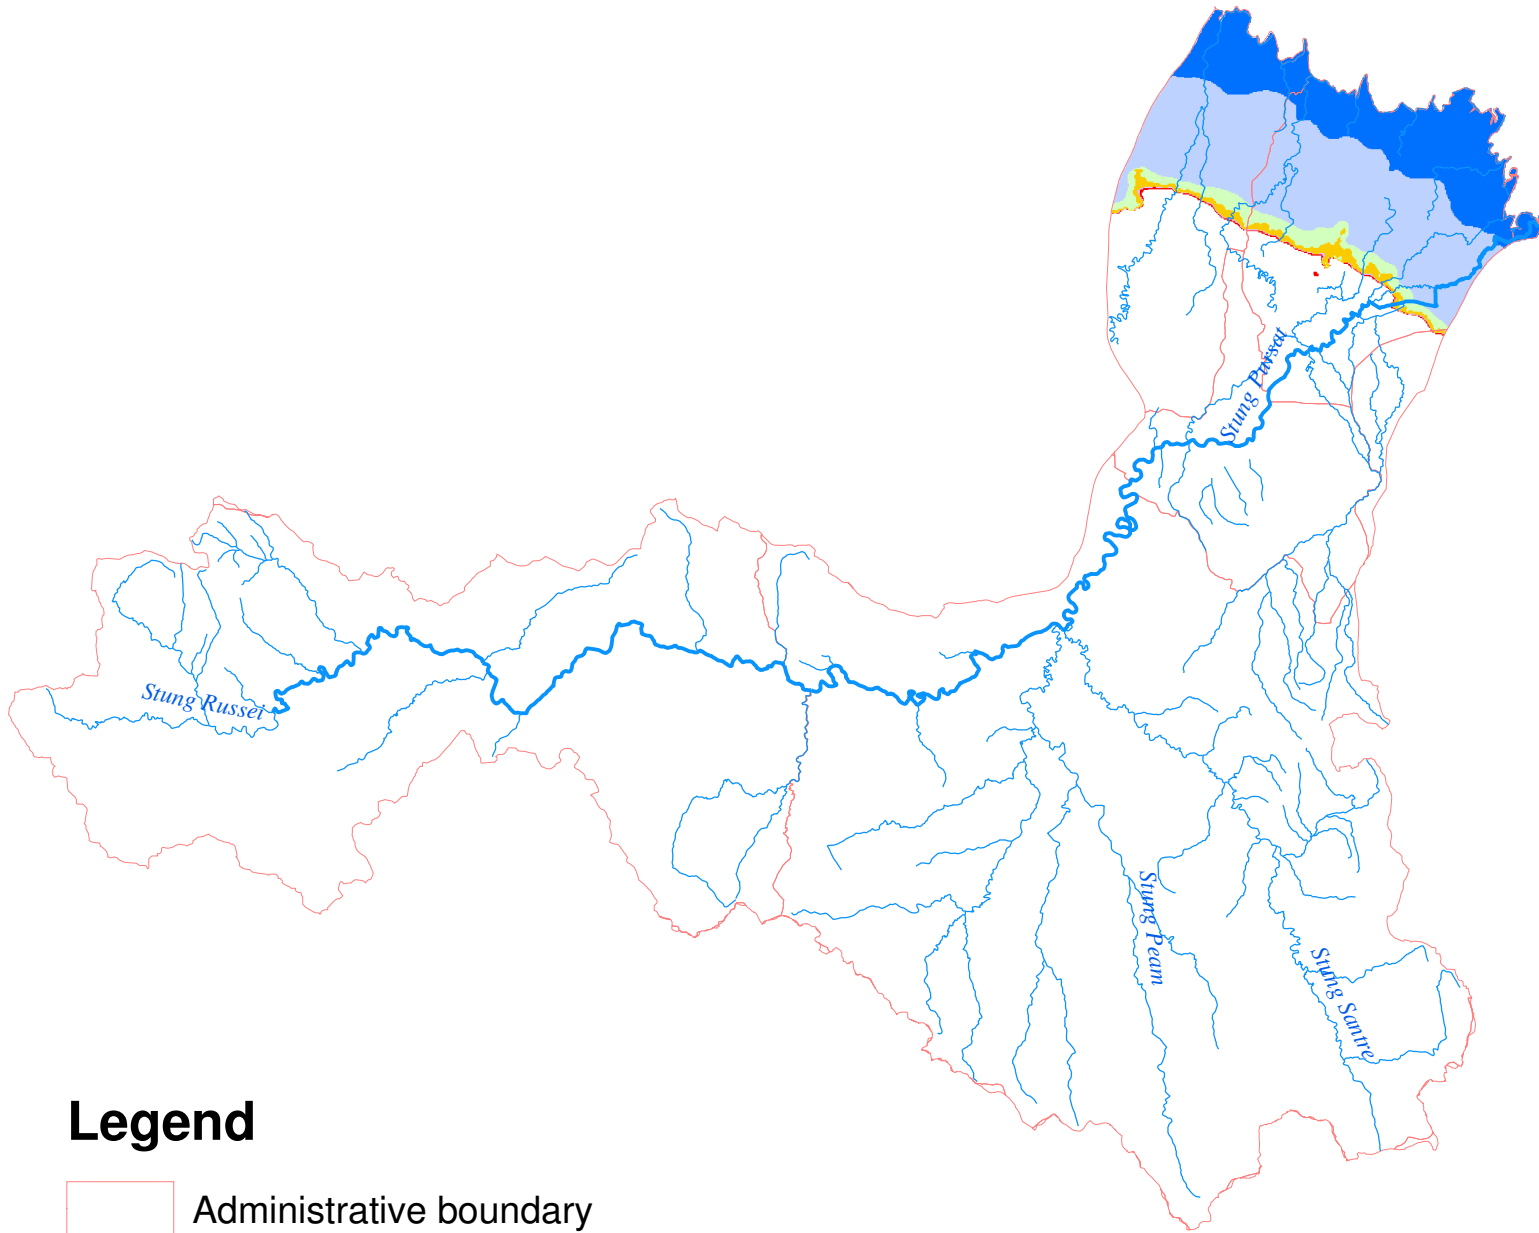 Stung Pursat
Stung Russei
Stung Peam
Stung Santre
Legend
Administrative boundary